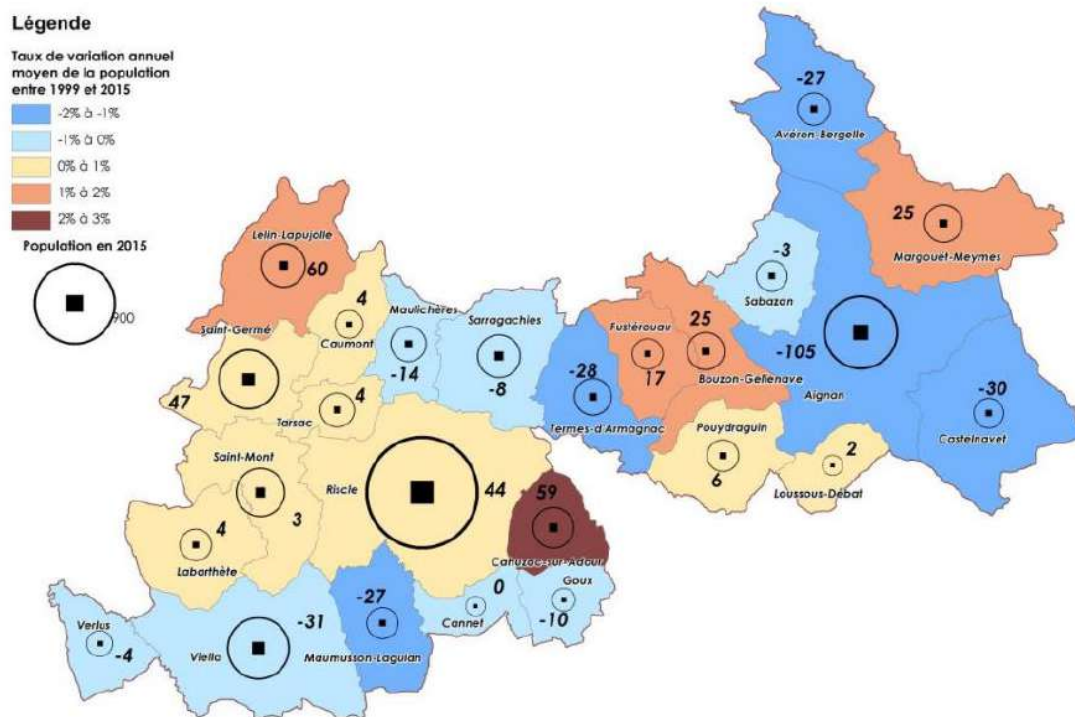 Légende
Taux de variation annuel
moyen de la population
entre 1999 et 2015
-2% à -1%
-1% à 0%
0% à 1%
1% à 2%
2% à 3%
Population en 2015
900
-27
Avéron-Bergelle
25
Margouët-Meymes
-3
Sabazan
Lelin-Lapujolle
60
4
Caumont
Maulichères
-14
Sarragachies
-8
Saint-Germé
47
4
Tarsac
-28
Termes-d'Armagnac
Fustérouau
17
25
Bouzon-Gellenave
-105
Aignan
-30
Castelnavet
Pouydraguin
6
2
Loussous-Débat
Saint-Mont
3
Riscle
44
59
Cahuzac-sur-Adour
4
Labarthète
Goux
-10
0
Cannet
-27
Maumusson-Laguian
-31
Viella
Verlus
-4